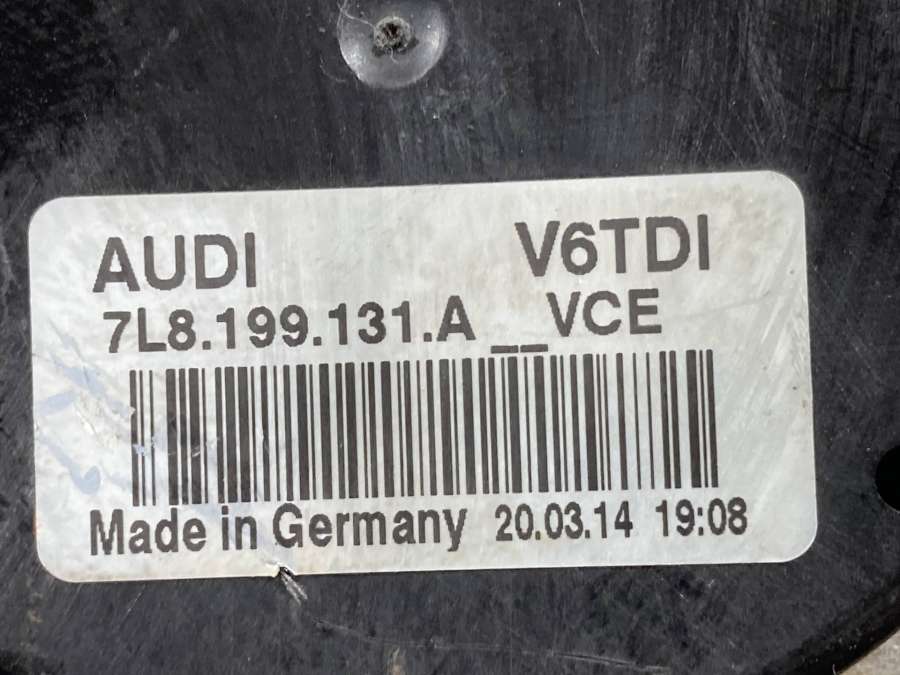 AUDI V6TDI
7L8.199.131.A __VCE
Made in Germany 20.03.14 19:08